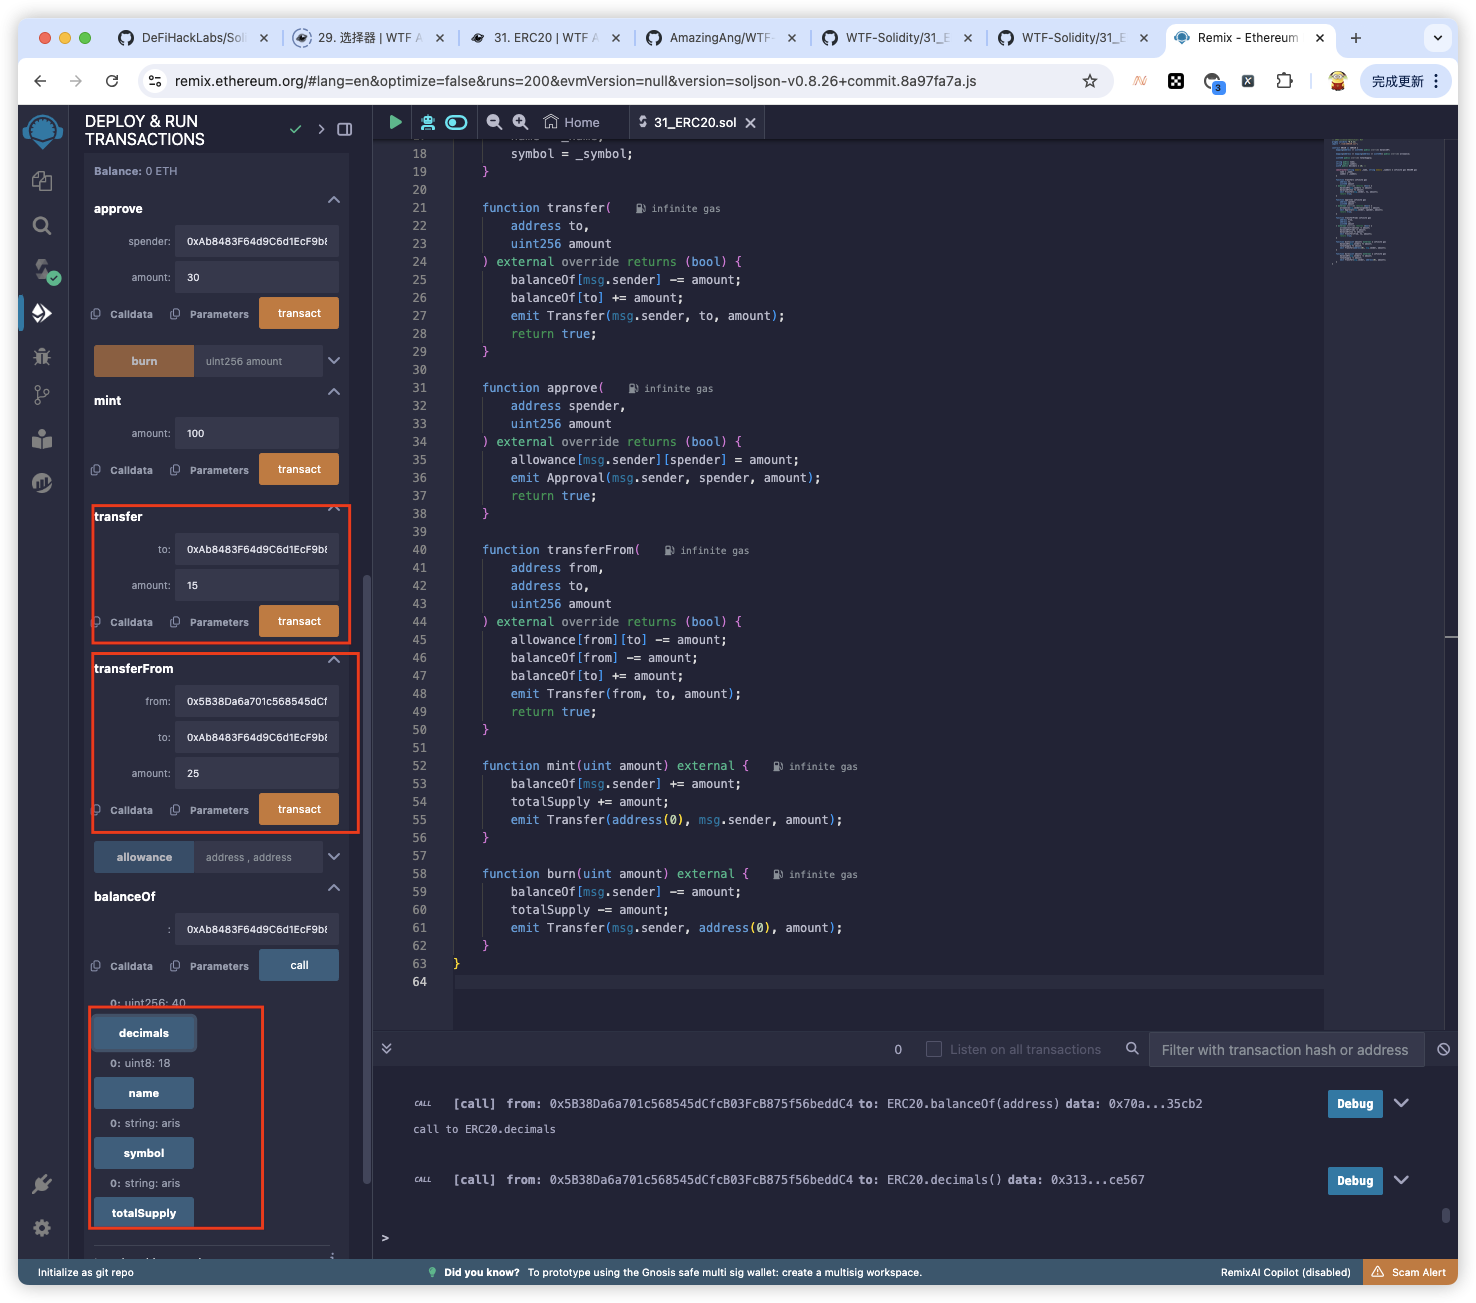 DeFiHackLabs/Soli
29. 选择器 | WTF A
31. ERC20 | WTF A
AmazingAng/WTF-
WTF-Solidity/31_E
WTF-Solidity/31_E
Remix - Ethereum
remix.ethereum.org/#lang=en&optimize=false&runs=200&evmVersion=null&version=soljson-v0.8.26+commit.8a97fa7a.js
3
完成更新
DEPLOY & RUN
TRANSACTIONS
Balance: 0 ETH
approve
spender: 0xAb8483F64d9C6d1EcF9b8
amount: 30
Calldata Parameters transact
burn uint256 amount
mint
amount: 100
Calldata Parameters transact
transfer
to: 0xAb8483F64d9C6d1EcF9b8
amount: 15
Calldata Parameters transact
transferFrom
from: 0x5B38Da6a701c568545dCf
to: 0xAb8483F64d9C6d1EcF9b8
amount: 25
Calldata Parameters transact
allowance address , address
balanceOf
: 0xAb8483F64d9C6d1EcF9b8
Calldata Parameters call
0: uint256: 40
decimals
0: uint8: 18
name
0: string: aris
symbol
0: string: aris
totalSupply
Home
31_ERC20.sol
18 symbol = _symbol;
19 }
20
21 function transfer( infinite gas
22 address to,
23 uint256 amount
24 ) external override returns (bool) {
25 balanceOf[msg.sender] -= amount;
26 balanceOf[to] += amount;
27 emit Transfer(msg.sender, to, amount);
28 return true;
29 }
30
31 function approve( infinite gas
32 address spender,
33 uint256 amount
34 ) external override returns (bool) {
35 allowance[msg.sender][spender] = amount;
36 emit Approval(msg.sender, spender, amount);
37 return true;
38 }
39
40 function transferFrom( infinite gas
41 address from,
42 address to,
43 uint256 amount
44 ) external override returns (bool) {
45 allowance[from][to] -= amount;
46 balanceOf[from] -= amount;
47 balanceOf[to] += amount;
48 emit Transfer(from, to, amount);
49 return true;
50 }
51
52 function mint(uint amount) external { infinite gas
53 balanceOf[msg.sender] += amount;
54 totalSupply += amount;
55 emit Transfer(address(0), msg.sender, amount);
56 }
57
58 function burn(uint amount) external { infinite gas
59 balanceOf[msg.sender] -= amount;
60 totalSupply -= amount;
61 emit Transfer(msg.sender, address(0), amount);
62 }
63 }
64
0 Listen on all transactions Filter with transaction hash or address
CALL [call] from: 0x5B38Da6a701c568545dCfcB03FcB875f56beddC4 to: ERC20.balanceOf(address) data: 0x70a...35cb2 Debug
call to ERC20.decimals
CALL [call] from: 0x5B38Da6a701c568545dCfcB03FcB875f56beddC4 to: ERC20.decimals() data: 0x313...ce567 Debug
>
Initialize as git repo
Did you know? To prototype using the Gnosis safe multi sig wallet: create a multisig workspace.
RemixAI Copilot (disabled)
Scam Alert